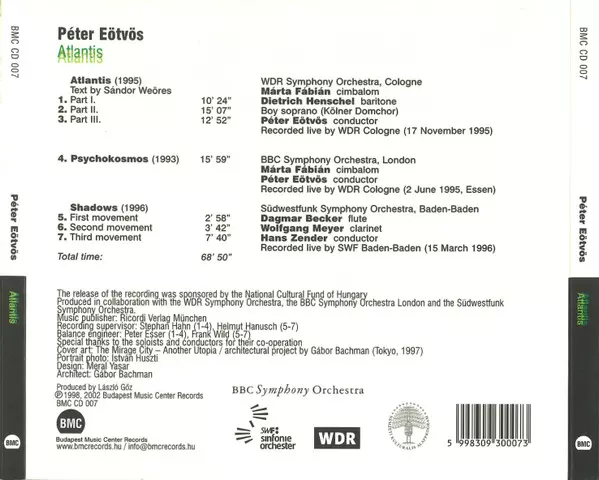 BMC CD 007
Péter Eötvös
Atlantis
Péter Eötvös
Atlantis
Atlantis (1995) WDR Symphony Orchestra, Cologne
Text by Sándor Weöres Márta Fábián cimbalom
1. Part I. 10' 24" Dietrich Henschel baritone
2. Part II. 15' 07" Boy soprano (Kölner Domchor)
3. Part III. 12' 52" Péter Eötvös conductor
Recorded live by WDR Cologne (17 November 1995)
4. Psychokosmos (1993) 15' 59" BBC Symphony Orchestra, London
Márta Fábián cimbalom
Péter Eötvös conductor
Recorded live by WDR Cologne (2 June 1995, Essen)
Shadows (1996) Südwestfunk Symphony Orchestra, Baden-Baden
5. First movement 2' 58" Dagmar Becker flute
6. Second movement 3' 42" Wolfgang Meyer clarinet
7. Third movement 7' 40" Hans Zender conductor
Recorded live by SWF Baden-Baden (15 March 1996)
Total time: 68' 50"
The release of the recording was sponsored by the National Cultural Fund of Hungary
Produced in collaboration with the WDR Symphony Orchestra, the BBC Symphony Orchestra London and the Südwestfunk
Symphony Orchestra.
Music publisher: Ricordi Verlag München
Recording supervisor: Stephan Hahn (1-4), Helmut Hanusch (5-7)
Balance engineer: Peter Esser (1-4), Frank Wild (5-7)
Special thanks to the soloists and conductors for their co-operation
Cover art: The Mirage City – Another Utopia / architectural project by Gábor Bachman (Tokyo, 1997)
Portrait photo: István Huszti
Design: Meral Yasar
Architect: Gábor Bachman
Produced by László Gőz
℗ 1998, 2002 Budapest Music Center Records
BMC CD 007
BMC
Budapest Music Center Records
www.bmcrecords.hu / info@bmcrecords.hu
BBC Symphony Orchestra
SWF
sinfonie
orchester
WDR
5 998309 300073
BMC CD 007
Péter Eötvös
Atlantis
BMC
BMC